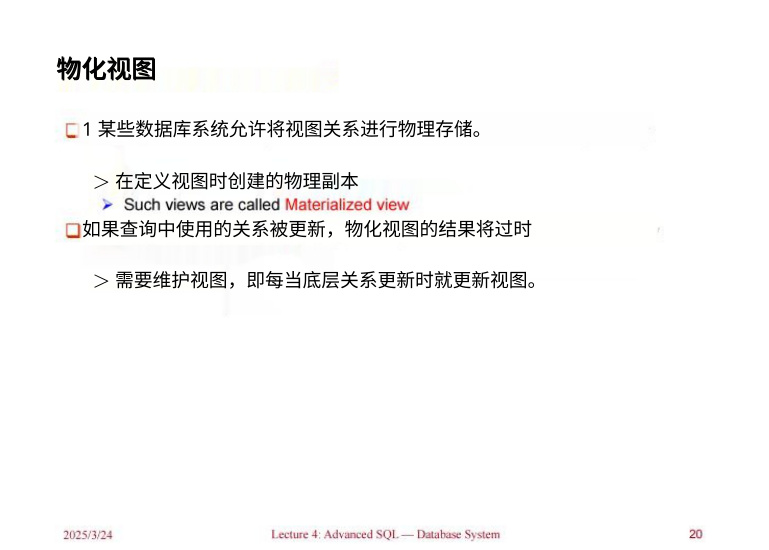 物化视图
❑ 1 某些数据库系统允许将视图关系进行物理存储。
> 在定义视图时创建的物理副本
➢ Such views are called Materialized view
❑如果查询中使用的关系被更新，物化视图的结果将过时
> 需要维护视图，即每当底层关系更新时就更新视图。
2025/3/24 Lecture 4: Advanced SQL — Database System 20